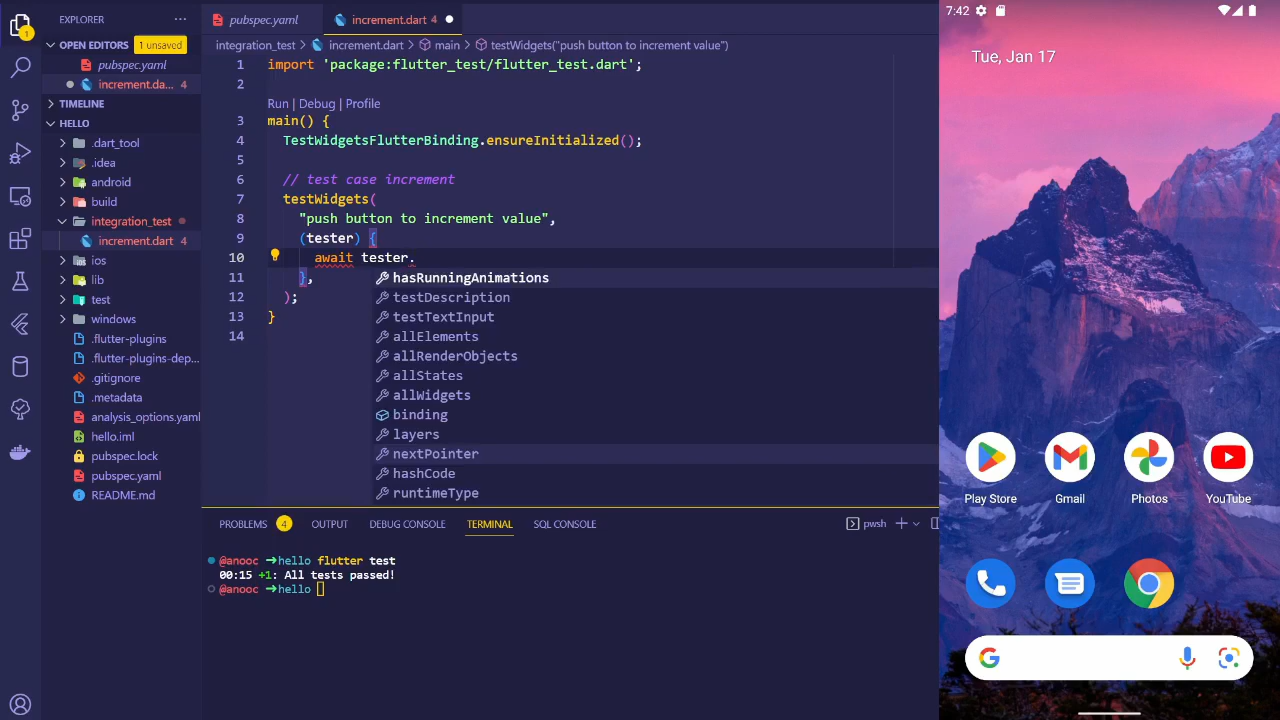 EXPLORER
OPEN EDITORS
1 unsaved
pubspec.yaml
increment.da... 4
TIMELINE
HELLO
.dart_tool
.idea
android
build
integration_test
increment.dart 4
ios
lib
test
windows
.flutter-plugins
.flutter-plugins-dep...
.gitignore
.metadata
analysis_options.yaml
hello.iml
pubspec.lock
pubspec.yaml
README.md
1
pubspec.yaml
increment.dart 4
integration_test > increment.dart > main > testWidgets("push button to increment value")
1 import 'package:flutter_test/flutter_test.dart';
2
Run | Debug | Profile
3 main() {
4 TestWidgetsFlutterBinding.ensureInitialized();
5
6 // test case increment
7 testWidgets(
8 "push button to increment value",
9 (tester) {
10 await tester.
11 },
12 );
13 }
14
hasRunningAnimations
testDescription
testTextInput
allElements
allRenderObjects
allStates
allWidgets
binding
layers
nextPointer
hashCode
runtimeType
PROBLEMS 4 OUTPUT DEBUG CONSOLE TERMINAL SQL CONSOLE
pwsh
@anooc ➜hello flutter test
00:15 +1: All tests passed!
@anooc ➜hello
7:42
Tue, Jan 17
Play Store
Gmail
Photos
YouTube